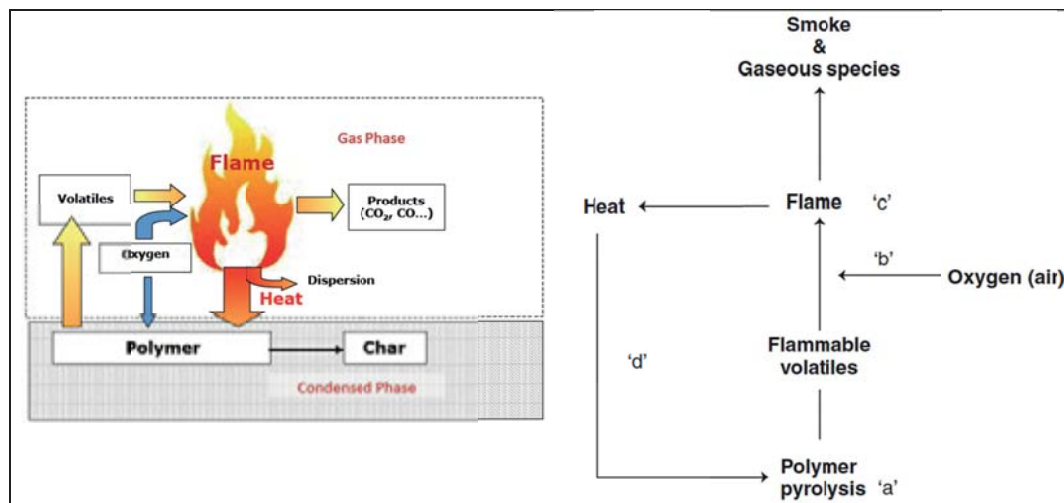 Gas Phase
Flame
Volatiles
Products
(CO2, CO...)
Oxygen
Dispersion
Heat
Polymer
Char
Condensed Phase
Smoke
&
Gaseous species
Heat
Flame 'c'
'b'
Oxygen (air)
Flammable
volatiles
'd'
Polymer
pyrolysis 'a'